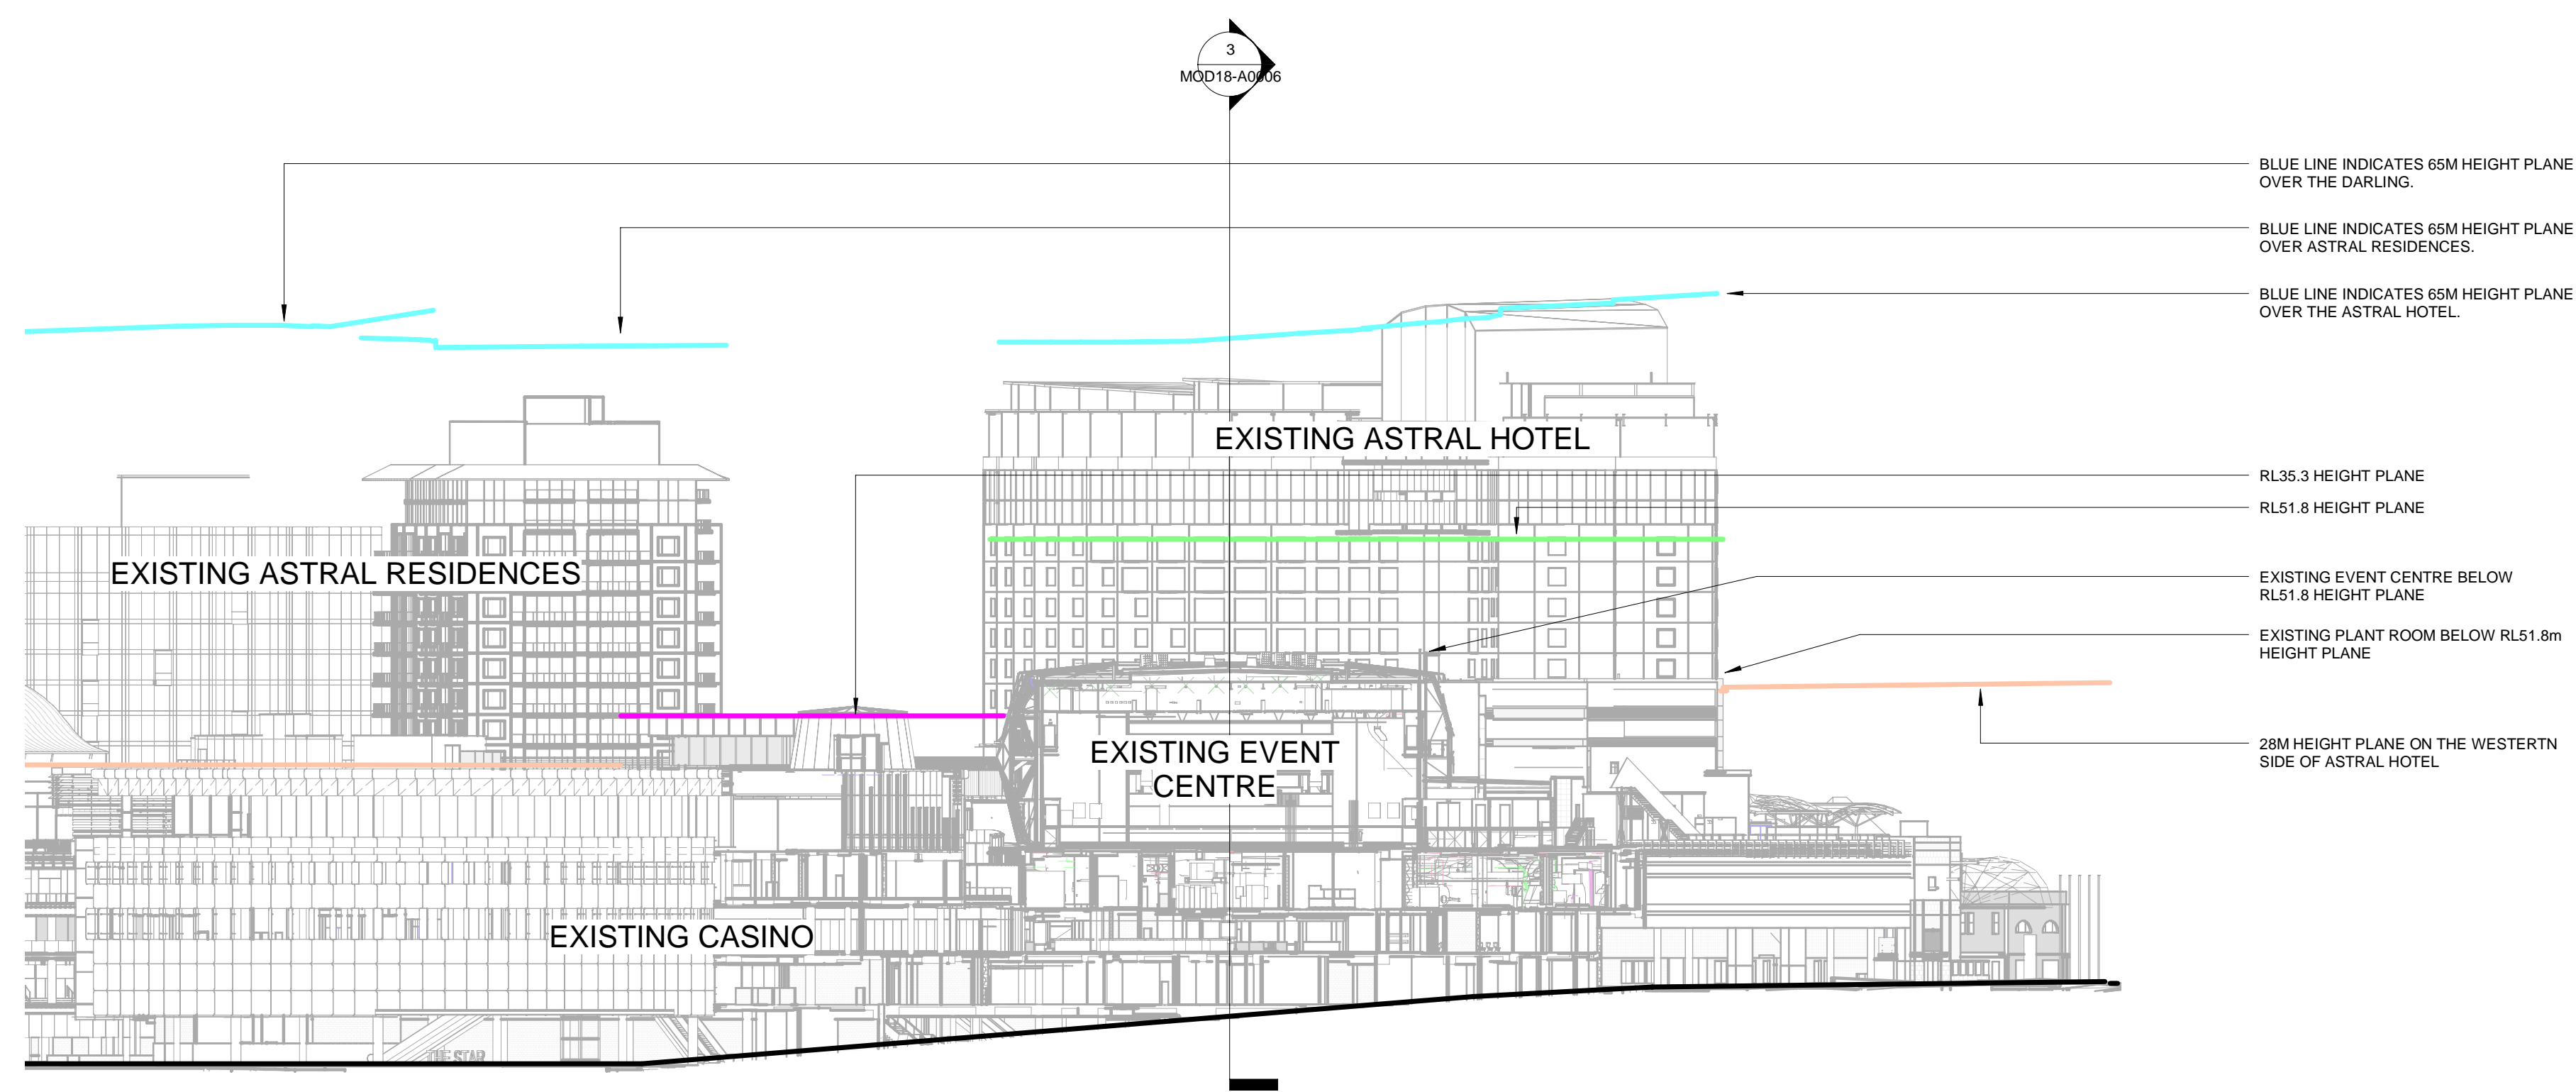 3
MOD18-A0006
BLUE LINE INDICATES 65M HEIGHT PLANE
OVER THE DARLING.
BLUE LINE INDICATES 65M HEIGHT PLANE
OVER ASTRAL RESIDENCES.
BLUE LINE INDICATES 65M HEIGHT PLANE
OVER THE ASTRAL HOTEL.
EXISTING ASTRAL HOTEL
RL35.3 HEIGHT PLANE
RL51.8 HEIGHT PLANE
EXISTING ASTRAL RESIDENCES
EXISTING EVENT CENTRE BELOW
RL51.8 HEIGHT PLANE
EXISTING PLANT ROOM BELOW RL51.8m
HEIGHT PLANE
EXISTING EVENT
CENTRE
28M HEIGHT PLANE ON THE WESTERTN
SIDE OF ASTRAL HOTEL
EXISTING CASINO
THE STAR